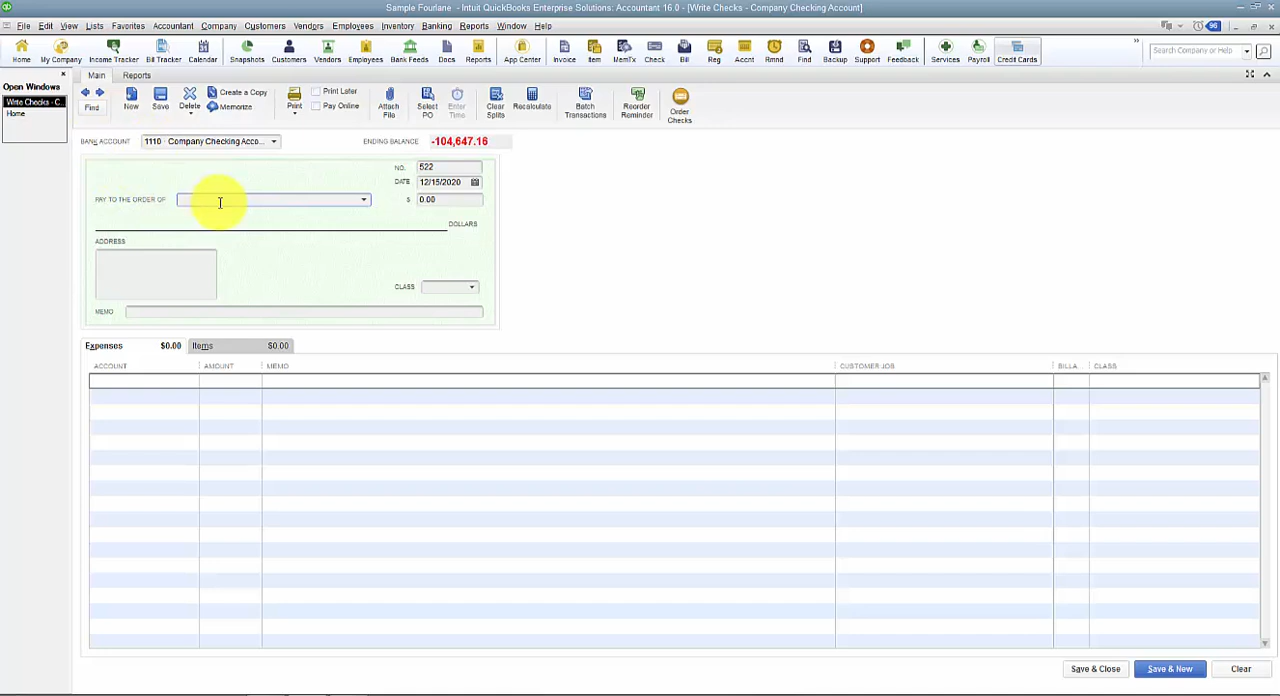 Sample Fourlane - Intuit QuickBooks Enterprise Solutions: Accountant 16.0 - [Write Checks - Company Checking Account]
File Edit View Lists Favorites Accountant Company Customers Vendors Employees Inventory Banking Reports Window Help 96
Home My Company Income Tracker Bill Tracker Calendar Snapshots Customers Vendors Employees Bank Feeds Docs Reports App Center Invoice Item MemTx Check Bill Reg Accnt Rmnd Find Backup Support Feedback Services Payroll Credit Cards » Search Company or Help
Main Reports
Open Windows
Write Checks - C...
Home
Find New Save Delete Create a Copy Memorize Print Print Later Pay Online Attach File Select PO Enter Time Clear Splits Recalculate Batch Transactions Reorder Reminder Order Checks
BANK ACCOUNT 1110 · Company Checking Acco... ENDING BALANCE -104,647.16
NO. 522
DATE 12/15/2020
PAY TO THE ORDER OF $ 0.00
DOLLARS
ADDRESS
CLASS
MEMO
Expenses $0.00 Items $0.00
ACCOUNT AMOUNT MEMO CUSTOMER:JOB BILLA... CLASS
Save & Close Save & New Clear